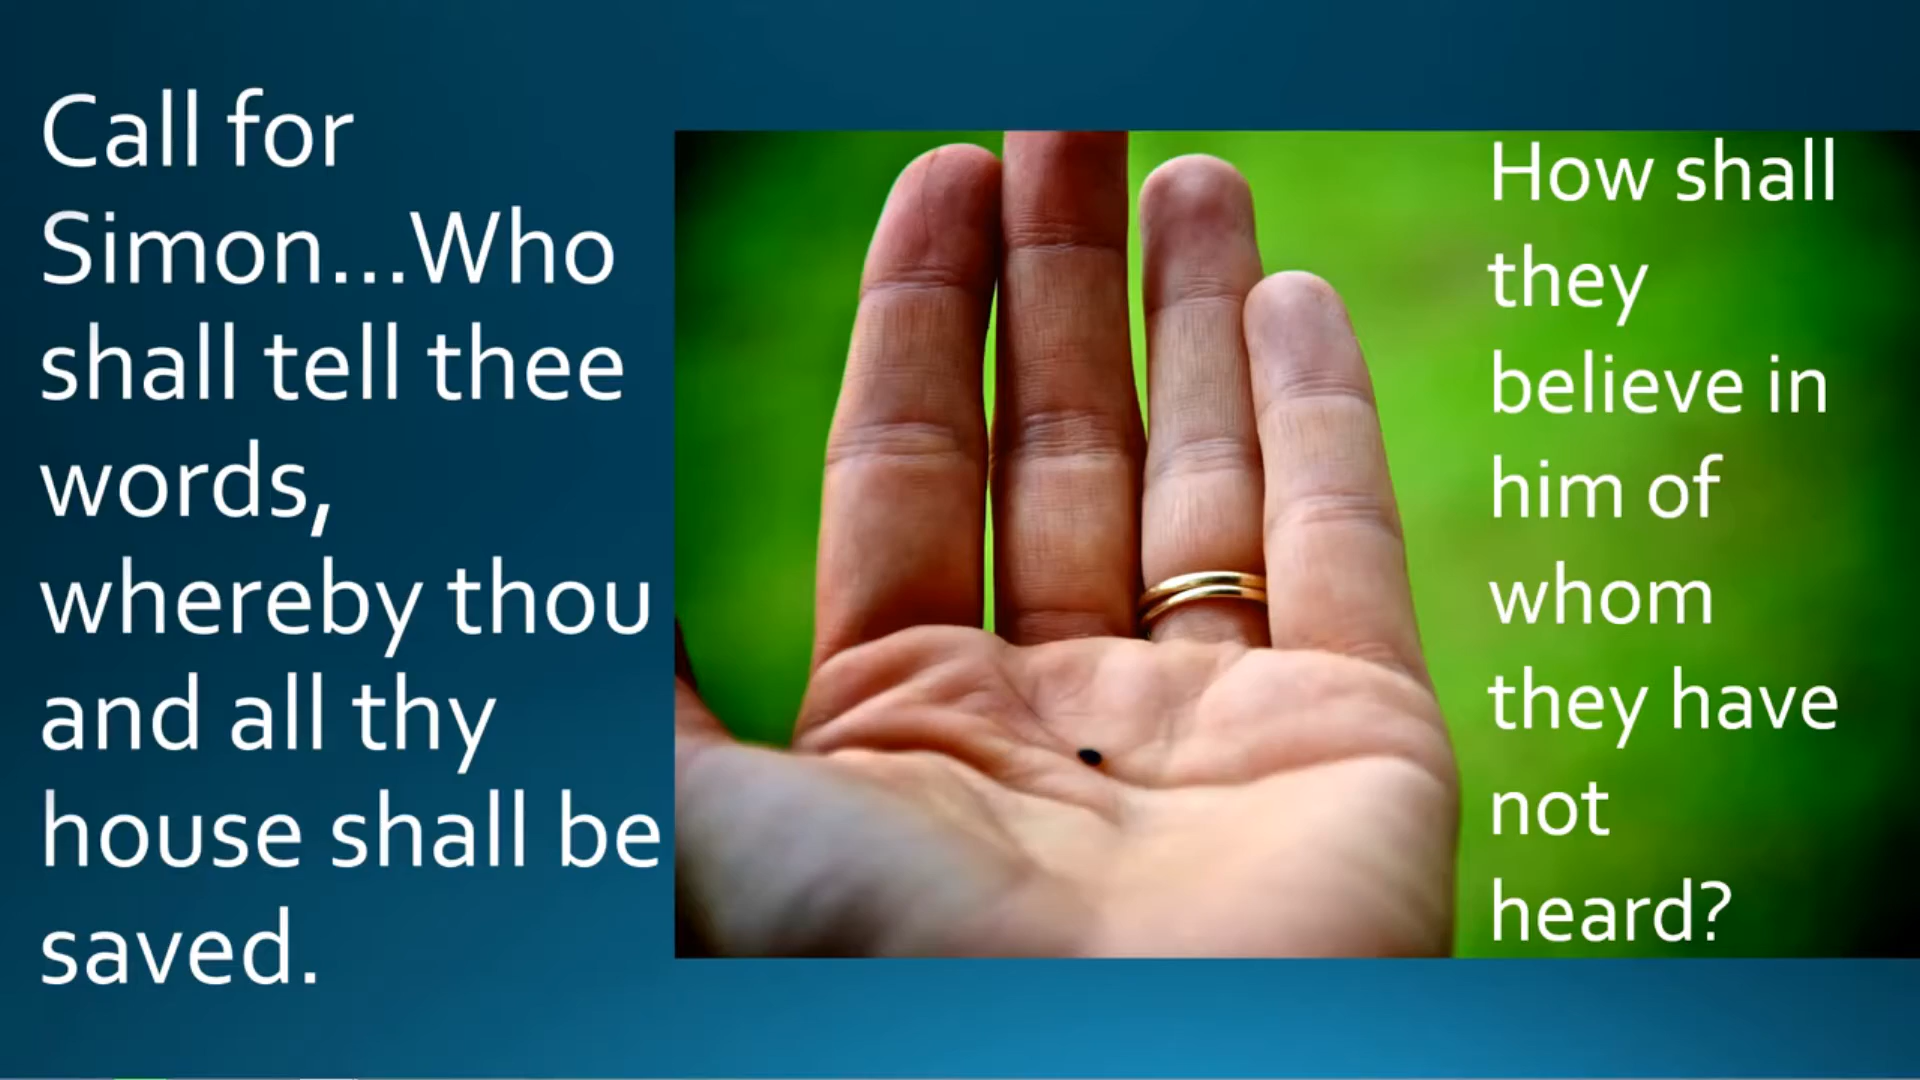 Call for
Simon...Who
shall tell thee
words,
whereby thou
and all thy
house shall be
saved.
How shall
they
believe in
him of
whom
they have
not
heard?